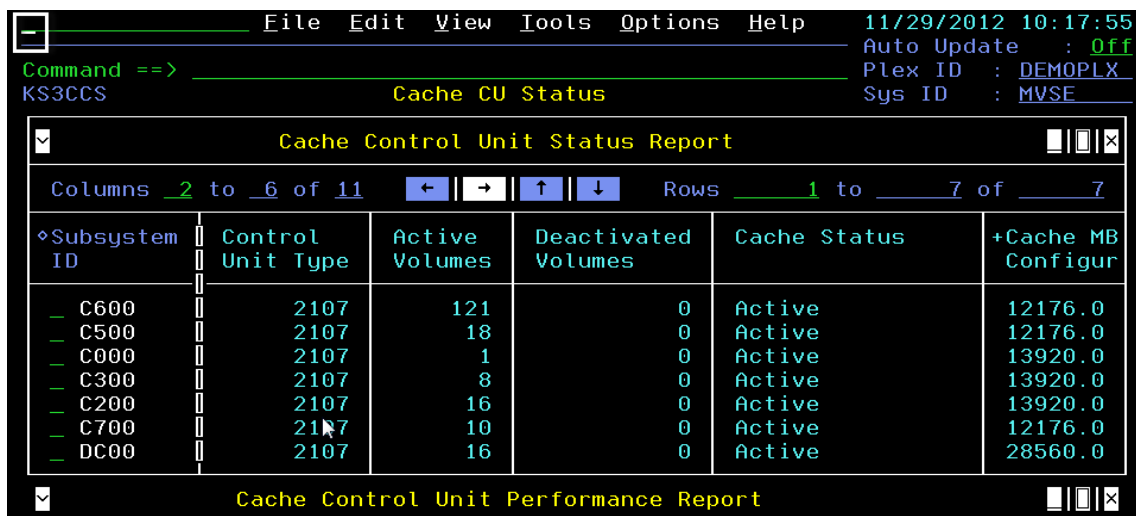 File Edit View Tools Options Help 11/29/2012 10:17:55
Auto Update : Off
Command ==> Plex ID : DEMOPLX
KS3CCS Cache CU Status Sys ID : MVSE
Cache Control Unit Status Report
Columns 2 to 6 of 11 ← → ↑ ↓ Rows 1 to 7 of 7
◇Subsystem Control Active Deactivated Cache Status +Cache MB
ID Unit Type Volumes Volumes Configur
C600 2107 121 0 Active 12176.0
C500 2107 18 0 Active 12176.0
C000 2107 1 0 Active 13920.0
C300 2107 8 0 Active 13920.0
C200 2107 16 0 Active 13920.0
C700 2107 10 0 Active 12176.0
DC00 2107 16 0 Active 28560.0
Cache Control Unit Performance Report